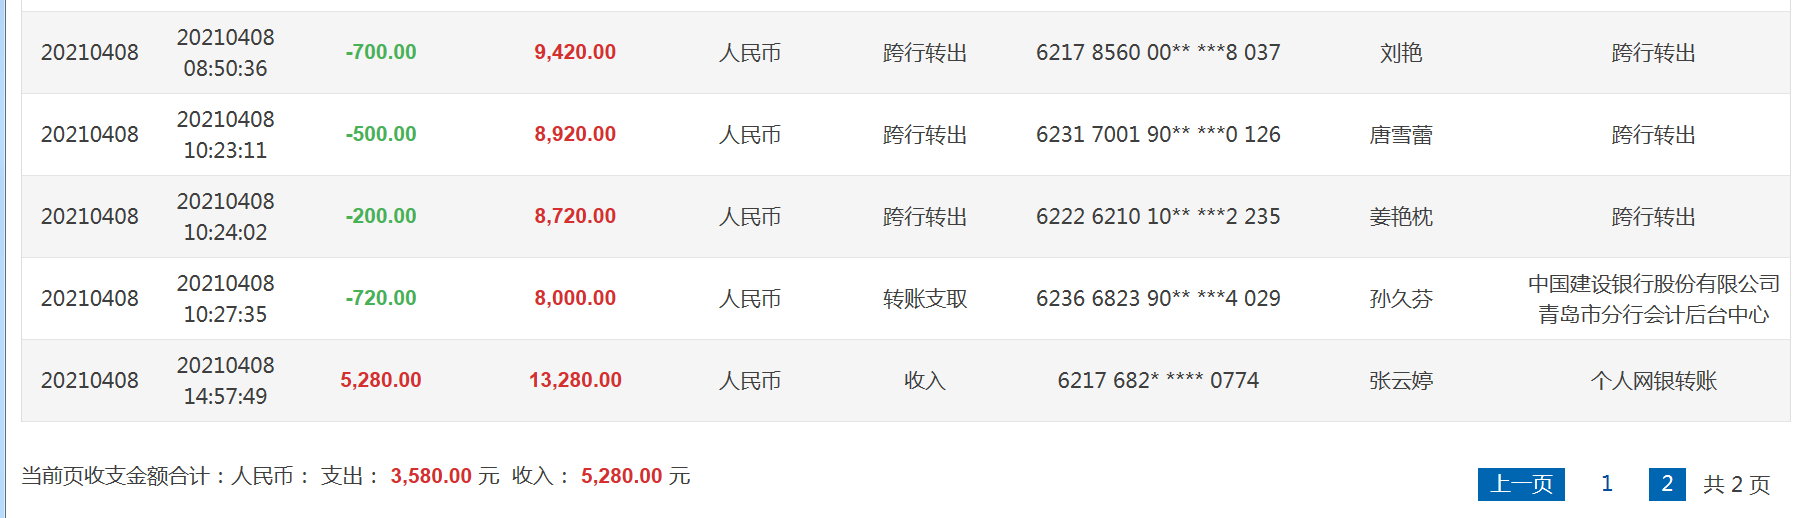 20210408 20210408 08:50:36 -700.00 9,420.00 人民币 跨行转出 6217 8560 00** ***8 037 刘艳 跨行转出
20210408 20210408 10:23:11 -500.00 8,920.00 人民币 跨行转出 6231 7001 90** ***0 126 唐雪蕾 跨行转出
20210408 20210408 10:24:02 -200.00 8,720.00 人民币 跨行转出 6222 6210 10** ***2 235 姜艳枕 跨行转出
20210408 20210408 10:27:35 -720.00 8,000.00 人民币 转账支取 6236 6823 90** ***4 029 孙久芬 中国建设银行股份有限公司青岛市分行会计后台中心
20210408 20210408 14:57:49 5,280.00 13,280.00 人民币 收入 6217 682* **** 0774 张云婷 个人网银转账
当前页收支金额合计：人民币： 支出： 3,580.00 元 收入： 5,280.00 元
上一页 1 2 共 2 页